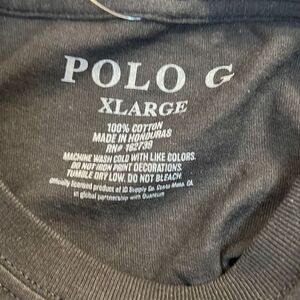 POLO G
XLARGE
100% COTTON
MADE IN HONDURAS
RN# 162739
MACHINE WASH COLD WITH LIKE COLORS.
DO NOT IRON PRINT DECORATIONS.
TUMBLE DRY LOW. DO NOT BLEACH.
officially licensed product of ID Supply Co. Costa Mesa, CA
in global partnership with Quantum